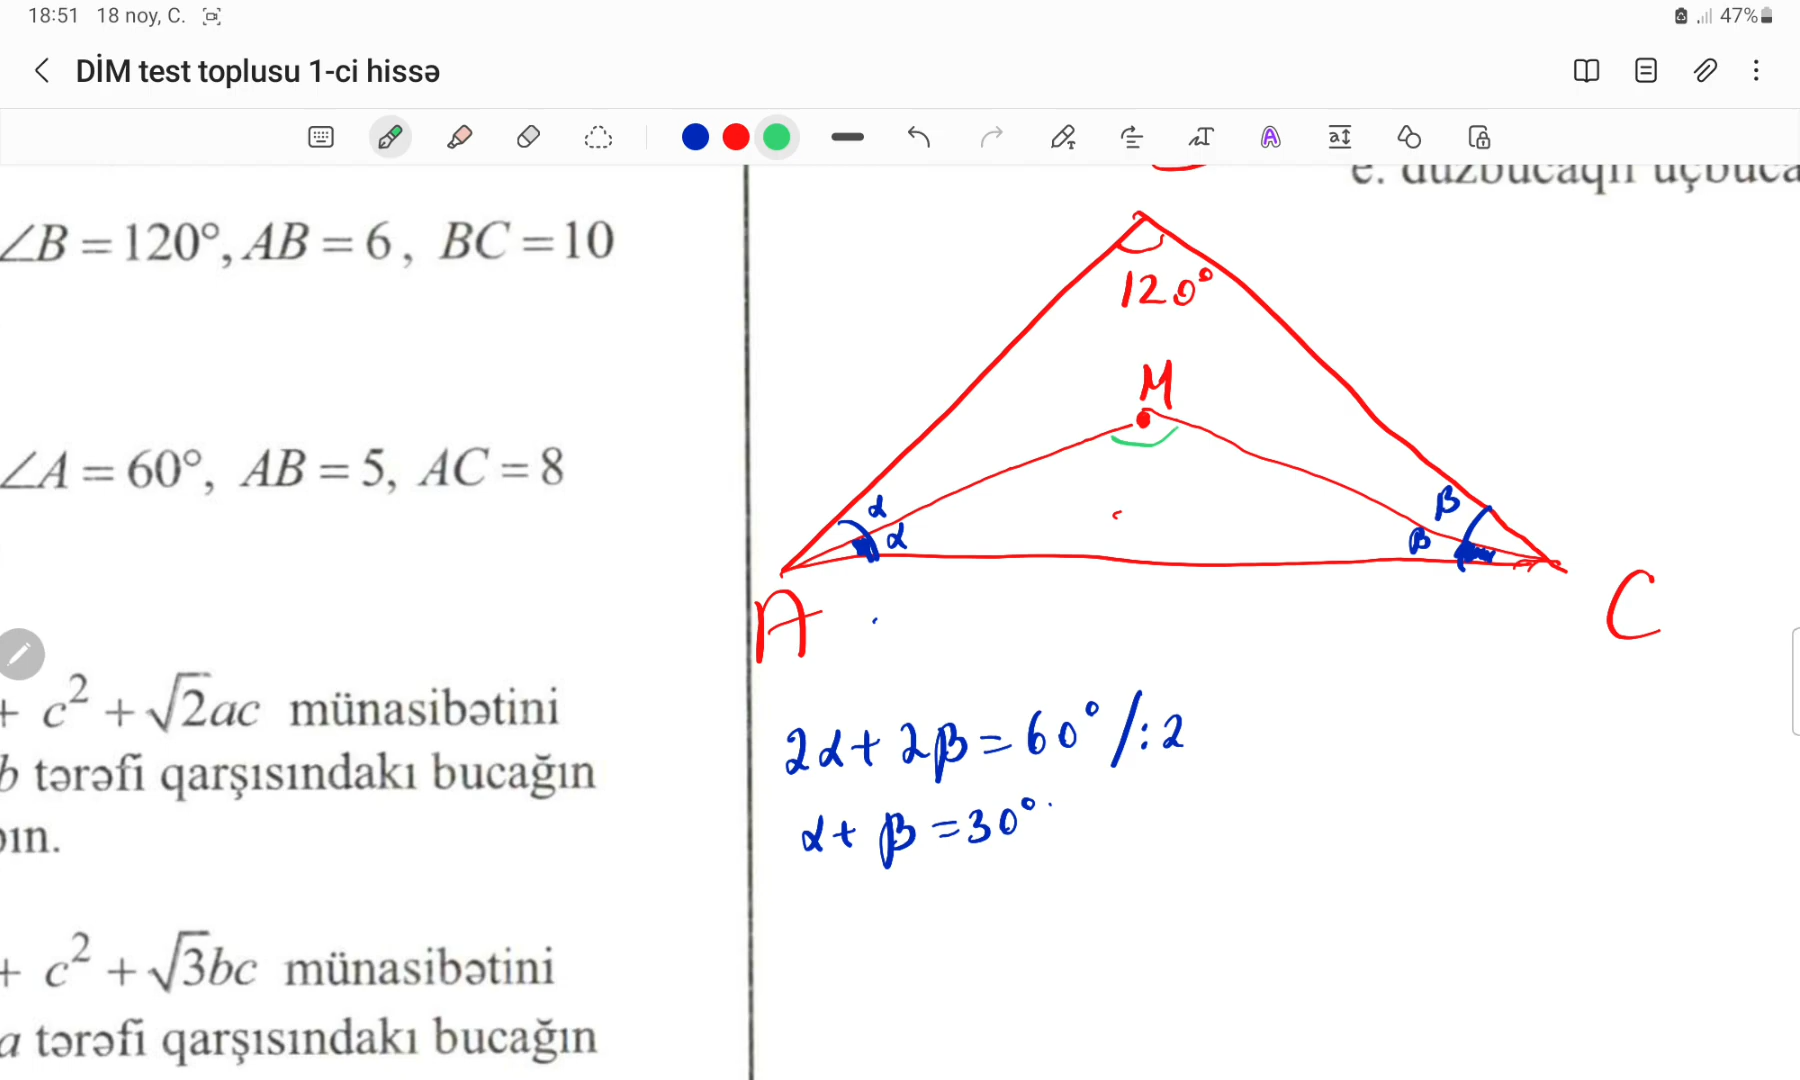 18:51 18 noy, C. 47%
DİM test toplusu 1-ci hissə
e. düzbucaqlı üçbuca
∠B = 120°, AB = 6, BC = 10
120°
M
∠A = 60°, AB = 5, AC = 8
α
α
β
β
A
C
+ c² + √2ac münasibətini
b tərəfi qarşısındakı bucağın
ın.
2α + 2β = 60° /:2
α + β = 30°
+ c² + √3bc münasibətini
a tərəfi qarşısındakı bucağın